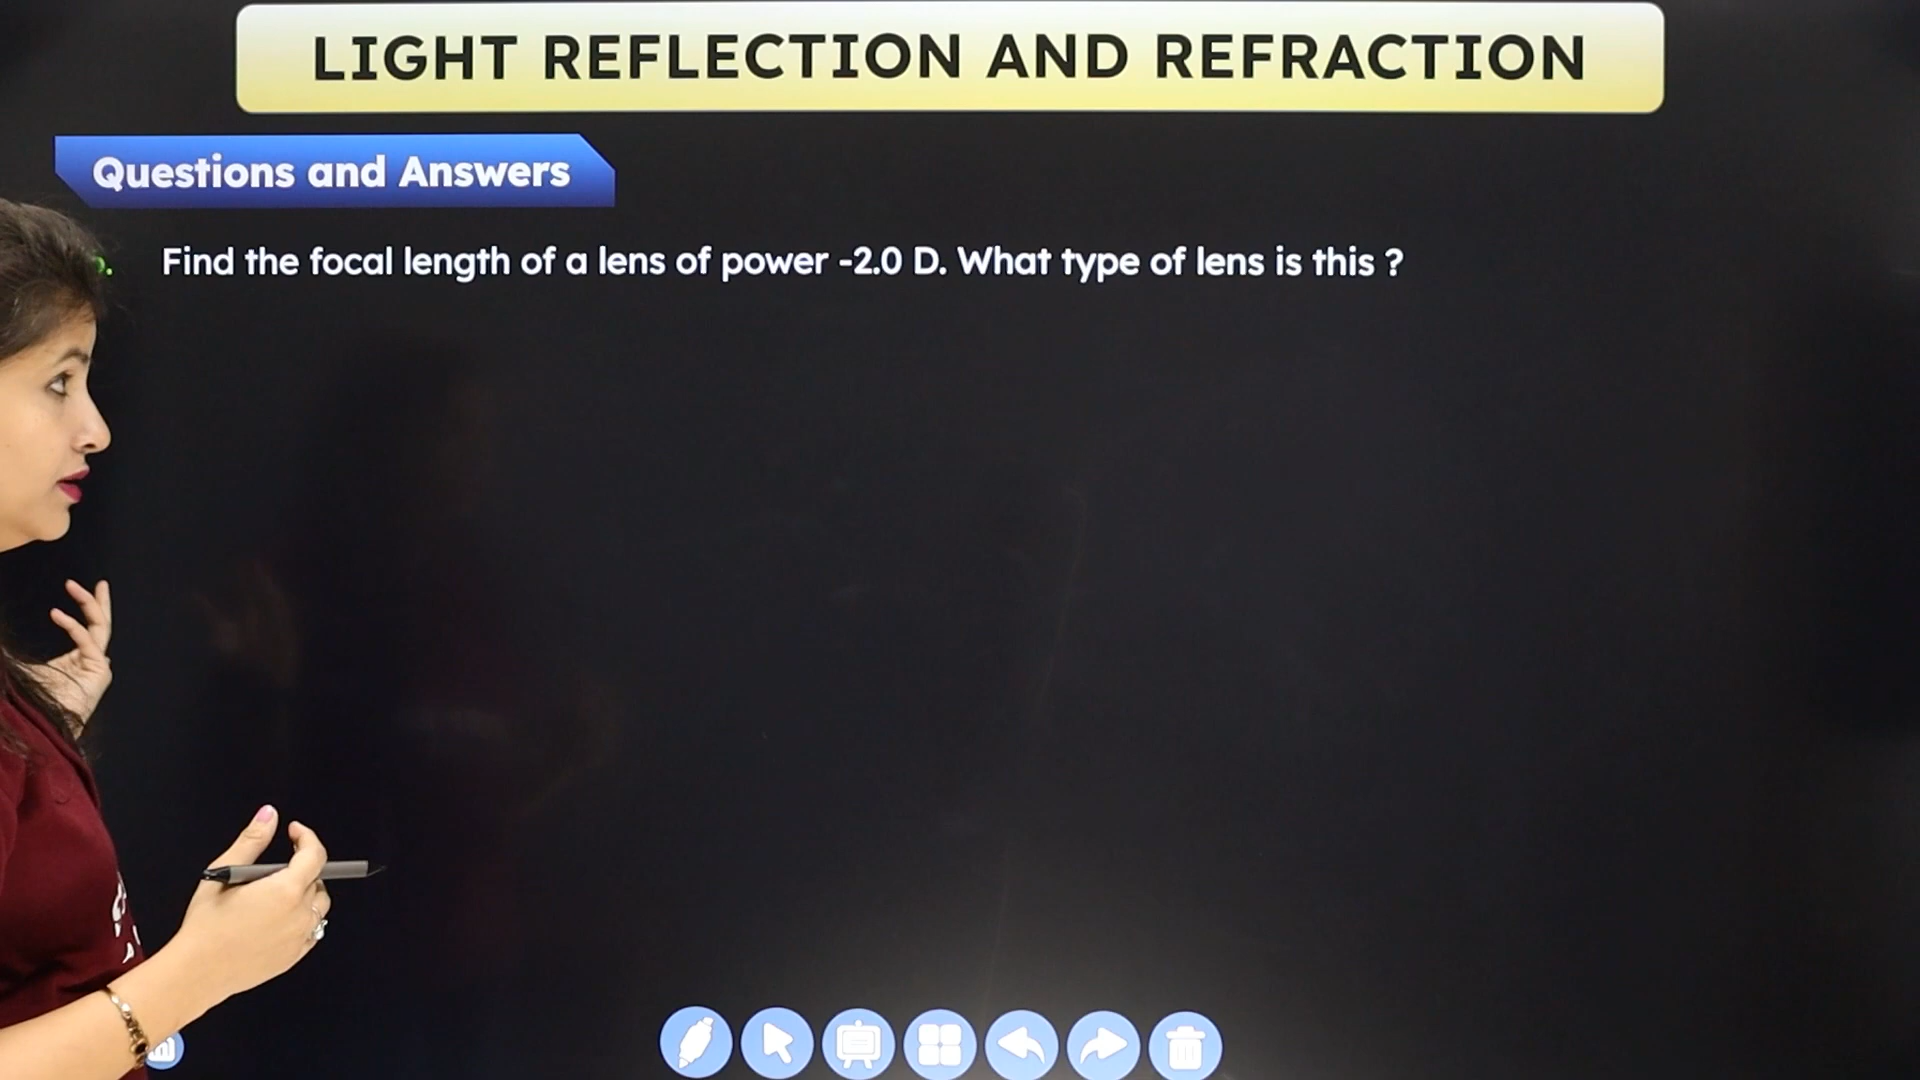 LIGHT REFLECTION AND REFRACTION
Questions and Answers
Find the focal length of a lens of power -2.0 D. What type of lens is this ?